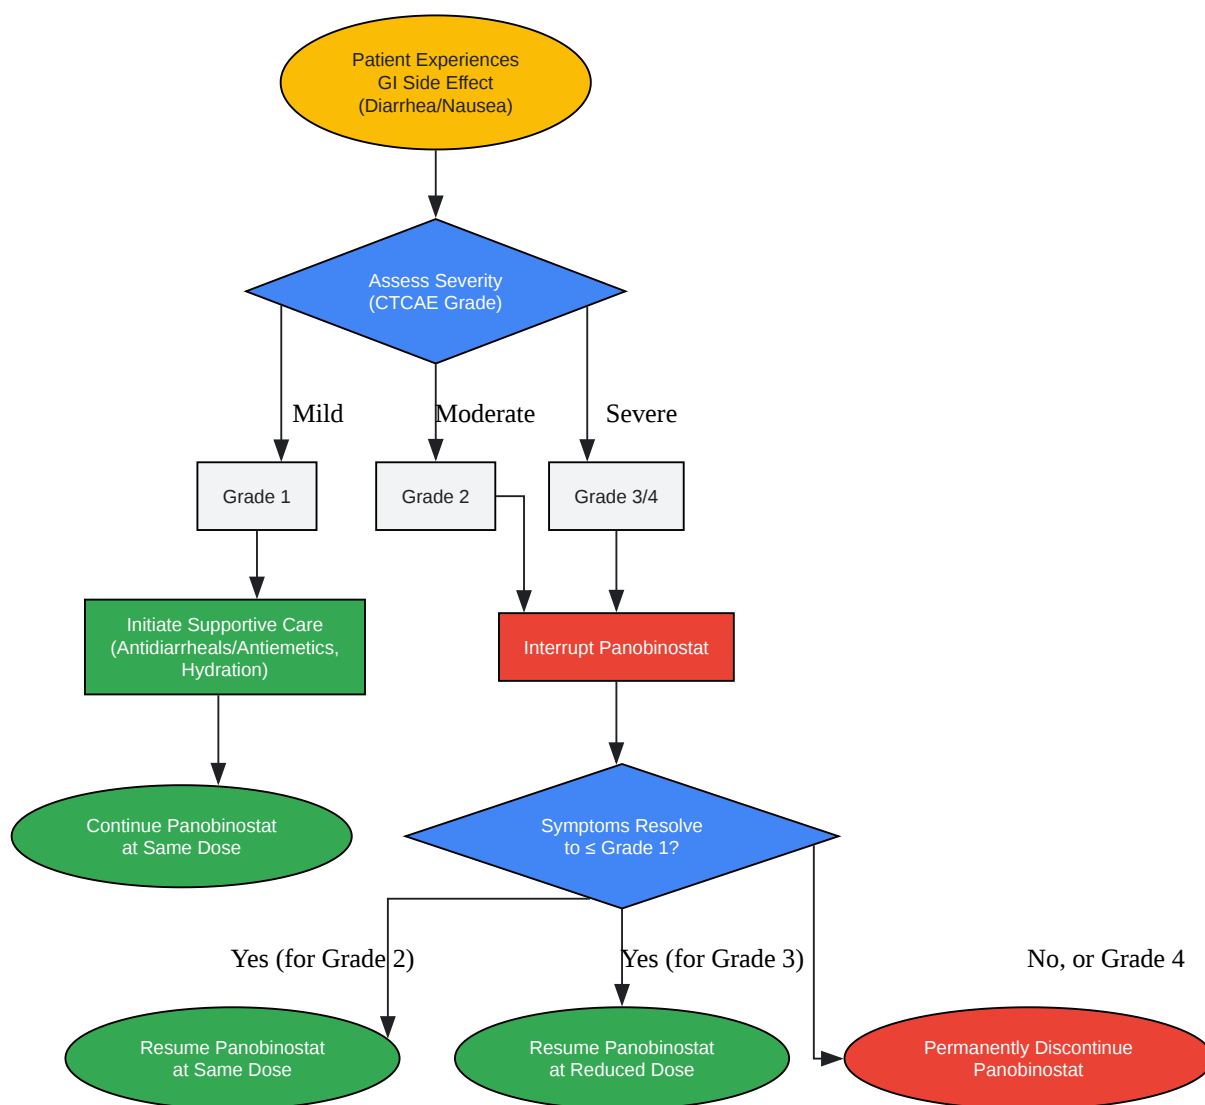 Patient Experiences
GI Side Effect
(Diarrhea/Nausea)
Assess Severity
(CTCAE Grade)
Mild
Moderate
Severe
Grade 1
Grade 2
Grade 3/4
Initiate Supportive Care
(Antidiarrheals/Antiemetics,
Hydration)
Interrupt Panobinostat
Continue Panobinostat
at Same Dose
Symptoms Resolve
to ≤ Grade 1?
Yes (for Grade 2)
Yes (for Grade 3)
No, or Grade 4
Resume Panobinostat
at Same Dose
Resume Panobinostat
at Reduced Dose
Permanently Discontinue
Panobinostat